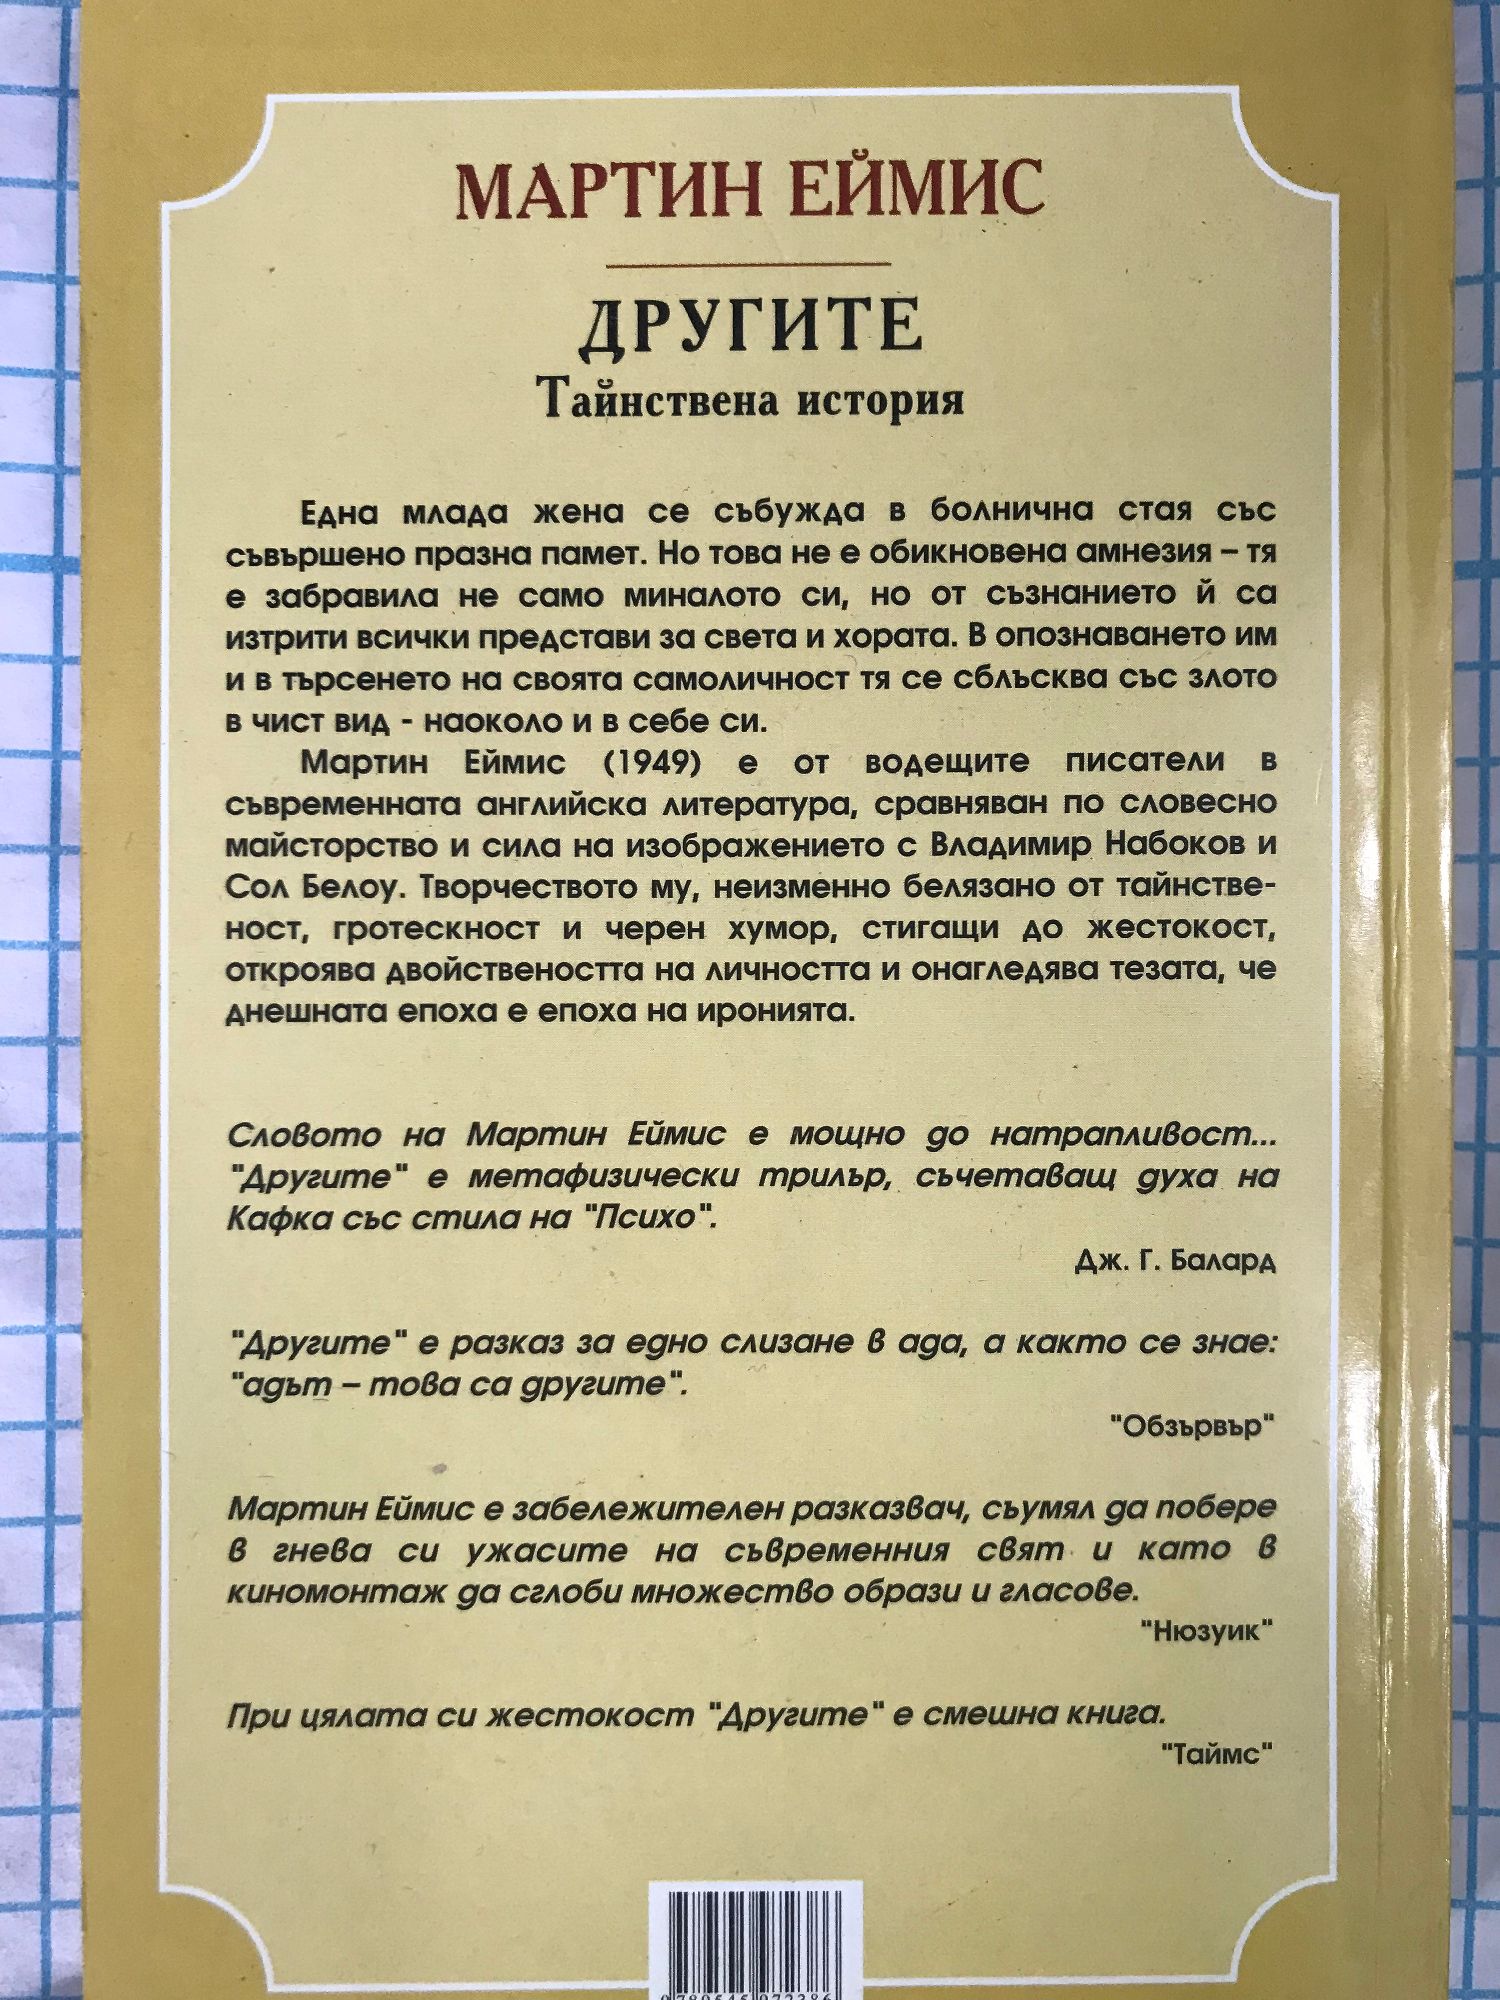 МАРТИН ЕЙМИС
ДРУГИТЕ
Тайнствена история
Една млада жена се събужда в болнична стая със
съвършено празна памет. Но това не е обикновена амнезия – тя
е забравила не само миналото си, но от съзнанието й са
изтрити всички представи за света и хората. В опознаването им
и в търсенето на своята самоличност тя се сблъсква със злото
в чист вид - наоколо и в себе си.
Мартин Еймис (1949) е от водещите писатели в
съвременната английска литература, сравняван по словесно
майсторство и сила на изображението с Владимир Набоков и
Сол Белоу. Творчеството му, неизменно белязано от тайнстве-
ност, гротескност и черен хумор, стигащи до жестокост,
откроява двойствеността на личността и онагледява тезата, че
днешната епоха е епоха на иронията.
Словото на Мартин Еймис е мощно до натрапливост...
"Другите" е метафизически трилър, съчетаващ духа на
Кафка със стила на "Психо".
Дж. Г. Балард
"Другите" е разказ за едно слизане в ада, а както се знае:
"адът – това са другите".
"Обзървър"
Мартин Еймис е забележителен разказвач, съумял да побере
в гнева си ужасите на съвременния свят и като в
киномонтаж да сглоби множество образи и гласове.
"Нюзуик"
При цялата си жестокост "Другите" е смешна книга.
"Таймс"